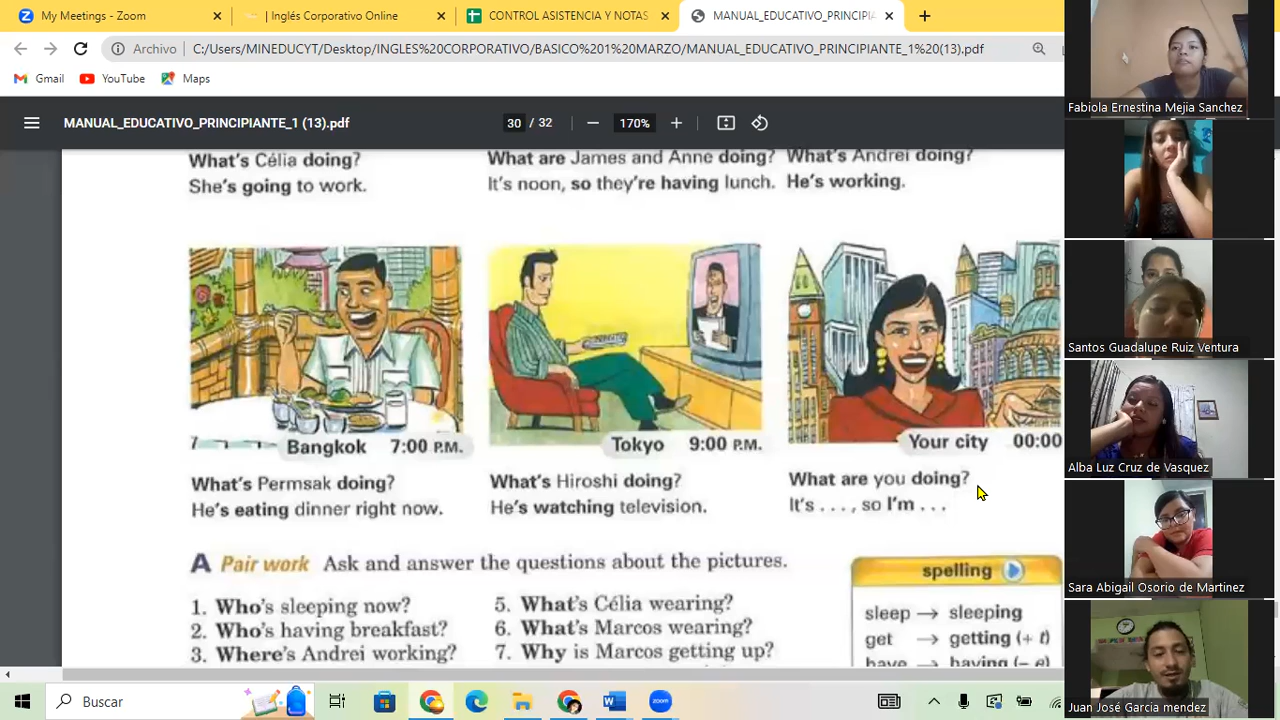 My Meetings - Zoom
| Inglés Corporativo Online
CONTROL ASISTENCIA Y NOTAS
MANUAL_EDUCATIVO_PRINCIPIA
Archivo
C:/Users/MINEDUCYT/Desktop/INGLES%20CORPORATIVO/BASICO%201%20MARZO/MANUAL_EDUCATIVO_PRINCIPIANTE_1%20(13).pdf
Gmail
YouTube
Maps
MANUAL_EDUCATIVO_PRINCIPIANTE_1 (13).pdf
30 / 32
170%
What's Célia doing?
She's going to work.
What are James and Anne doing?
It's noon, so they're having lunch.
What's Andrei doing?
He's working.
Bangkok 7:00 P.M.
What's Permsak doing?
He's eating dinner right now.
Tokyo 9:00 P.M.
What's Hiroshi doing?
He's watching television.
Your city 00:00
What are you doing?
It's . . . , so I'm . . .
A Pair work Ask and answer the questions about the pictures.
1. Who's sleeping now?
2. Who's having breakfast?
3. Where's Andrei working?
5. What's Célia wearing?
6. What's Marcos wearing?
7. Why is Marcos getting up?
spelling
sleep → sleeping
get → getting (+ t)
have → having (− e)
Fabiola Ernestina Mejia Sanchez
Santos Guadalupe Ruiz Ventura
Alba Luz Cruz de Vasquez
Sara Abigail Osorio de Martinez
Juan José Garcia mendez
Buscar
zoom